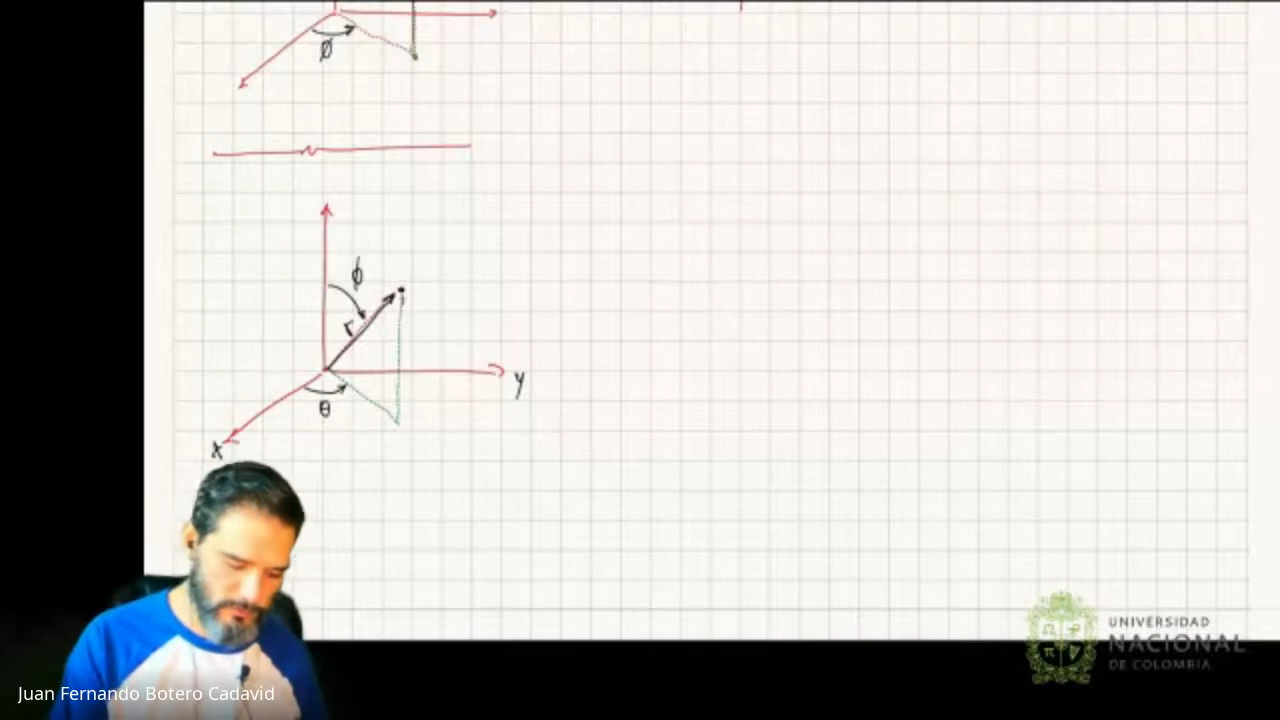 ϕ
ϕ
r
y
θ
x
UNIVERSIDAD
NACIONAL
DE COLOMBIA
Juan Fernando Botero Cadavid